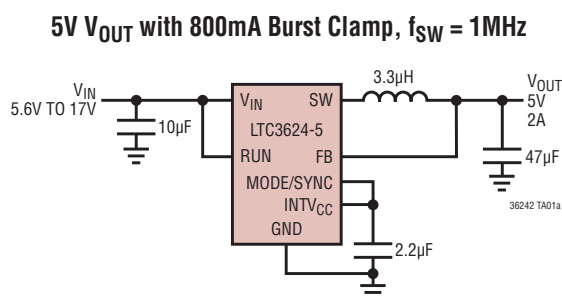 5V VOUT with 800mA Burst Clamp, fSW = 1MHz
VIN
5.6V TO 17V
10µF
VIN
SW
3.3µH
VOUT
5V
2A
LTC3624-5
RUN
FB
47µF
MODE/SYNC
INTVCC
GND
2.2µF
36242 TA01a